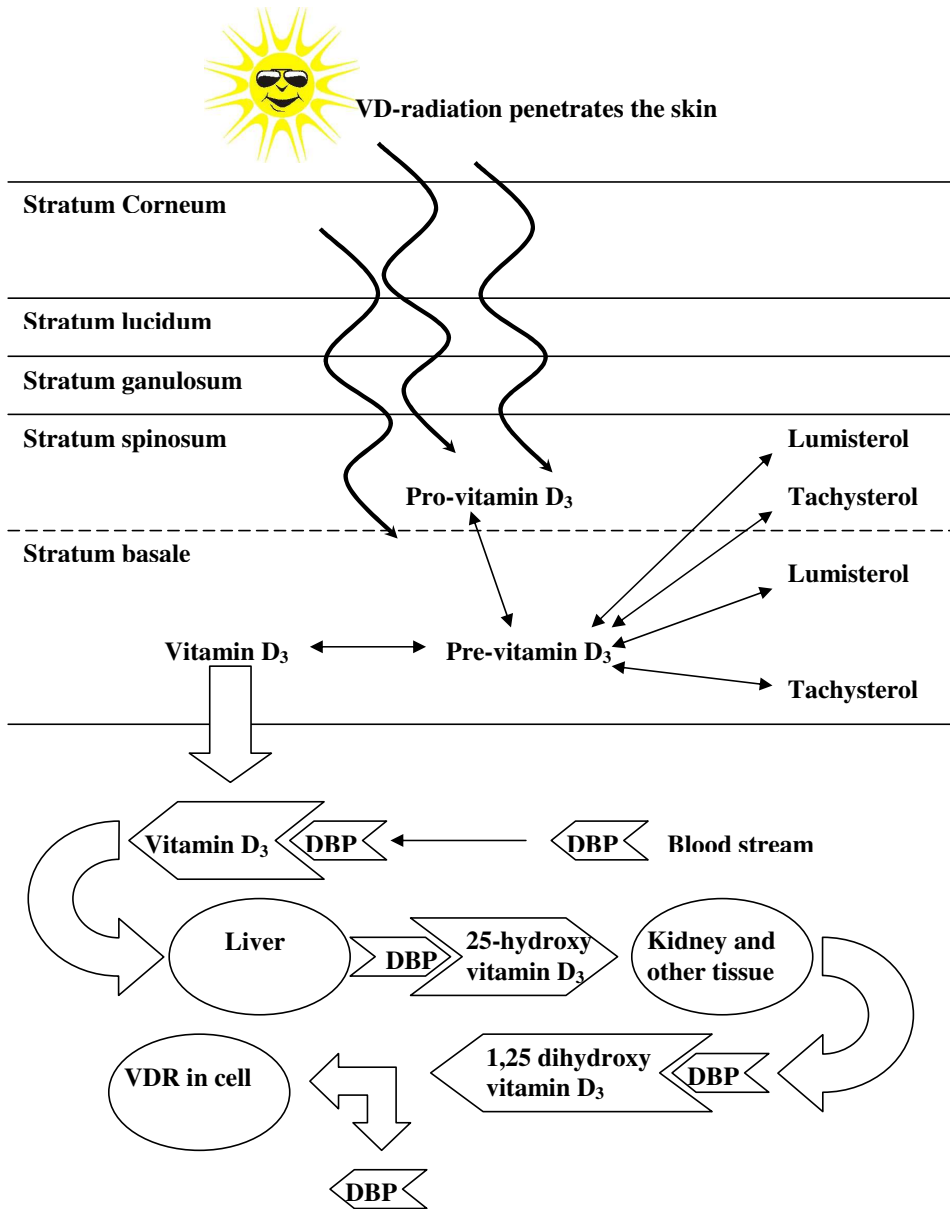 VD-radiation penetrates the skin
Stratum Corneum
Stratum lucidum
Stratum ganulosum
Stratum spinosum
Lumisterol
Pro-vitamin D₃
Tachysterol
Stratum basale
Lumisterol
Vitamin D₃
Pre-vitamin D₃
Tachysterol
Vitamin D₃
DBP
DBP
Blood stream
Liver
DBP
25-hydroxy
vitamin D₃
Kidney and
other tissue
VDR in cell
1,25 dihydroxy
vitamin D₃
DBP
DBP